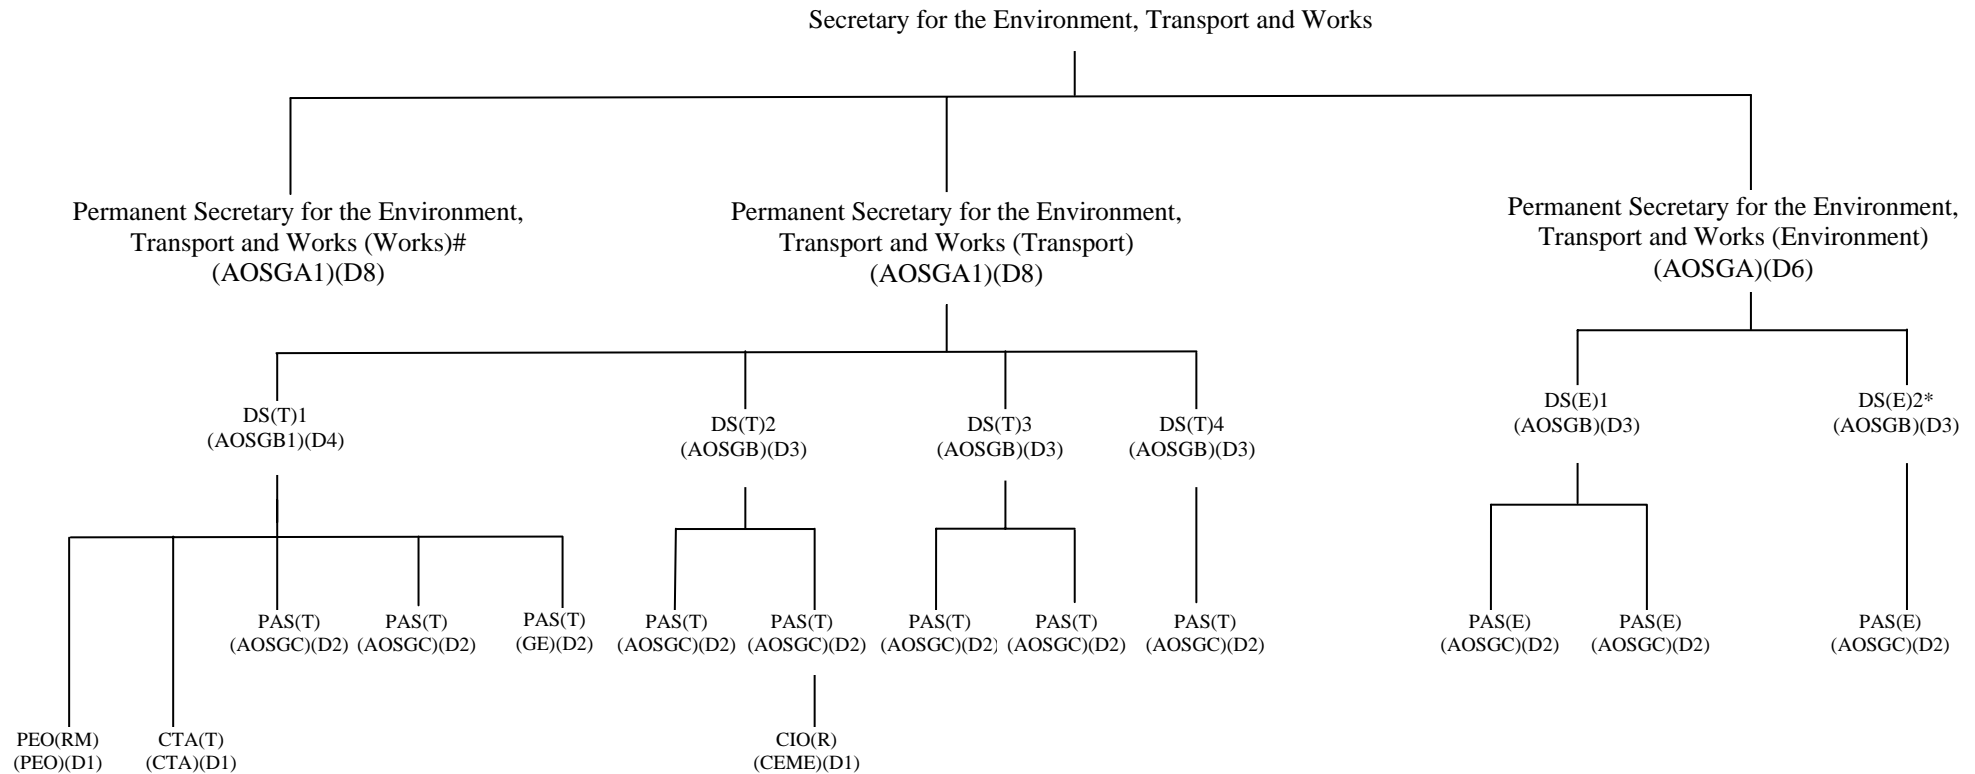 Secretary for the Environment, Transport and Works
Permanent Secretary for the Environment,
Transport and Works (Works)#
(AOSGA1)(D8)
Permanent Secretary for the Environment,
Transport and Works (Transport)
(AOSGA1)(D8)
Permanent Secretary for the Environment,
Transport and Works (Environment)
(AOSGA)(D6)
DS(T)1
(AOSGB1)(D4)
DS(T)2
(AOSGB)(D3)
DS(T)3
(AOSGB)(D3)
DS(T)4
(AOSGB)(D3)
DS(E)1
(AOSGB)(D3)
DS(E)2*
(AOSGB)(D3)
PAS(T)
(AOSGC)(D2)
PAS(T)
(AOSGC)(D2)
PAS(T)
(GE)(D2)
PAS(T)
(AOSGC)(D2)
PAS(T)
(AOSGC)(D2)
PAS(T)
(AOSGC)(D2)
PAS(T)
(AOSGC)(D2)
PAS(T)
(AOSGC)(D2)
PAS(E)
(AOSGC)(D2)
PAS(E)
(AOSGC)(D2)
PAS(E)
(AOSGC)(D2)
PEO(RM)
(PEO)(D1)
CTA(T)
(CTA)(D1)
CIO(R)
(CEME)(D1)